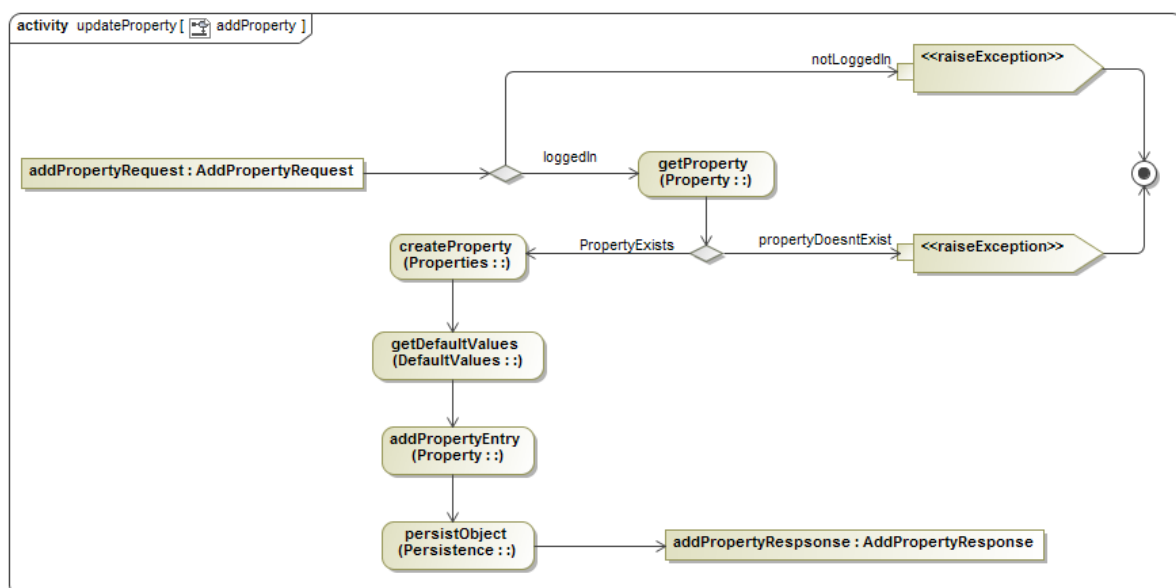 activity updateProperty [ addProperty ]
notLoggedIn
<<raiseException>>
addPropertyRequest : AddPropertyRequest
loggedIn
getProperty
(Property : :)
createProperty
(Properties : :)
PropertyExists
propertyDoesntExist
<<raiseException>>
getDefaultValues
(DefaultValues : :)
addPropertyEntry
(Property : :)
persistObject
(Persistence : :)
addPropertyRespsonse : AddPropertyResponse